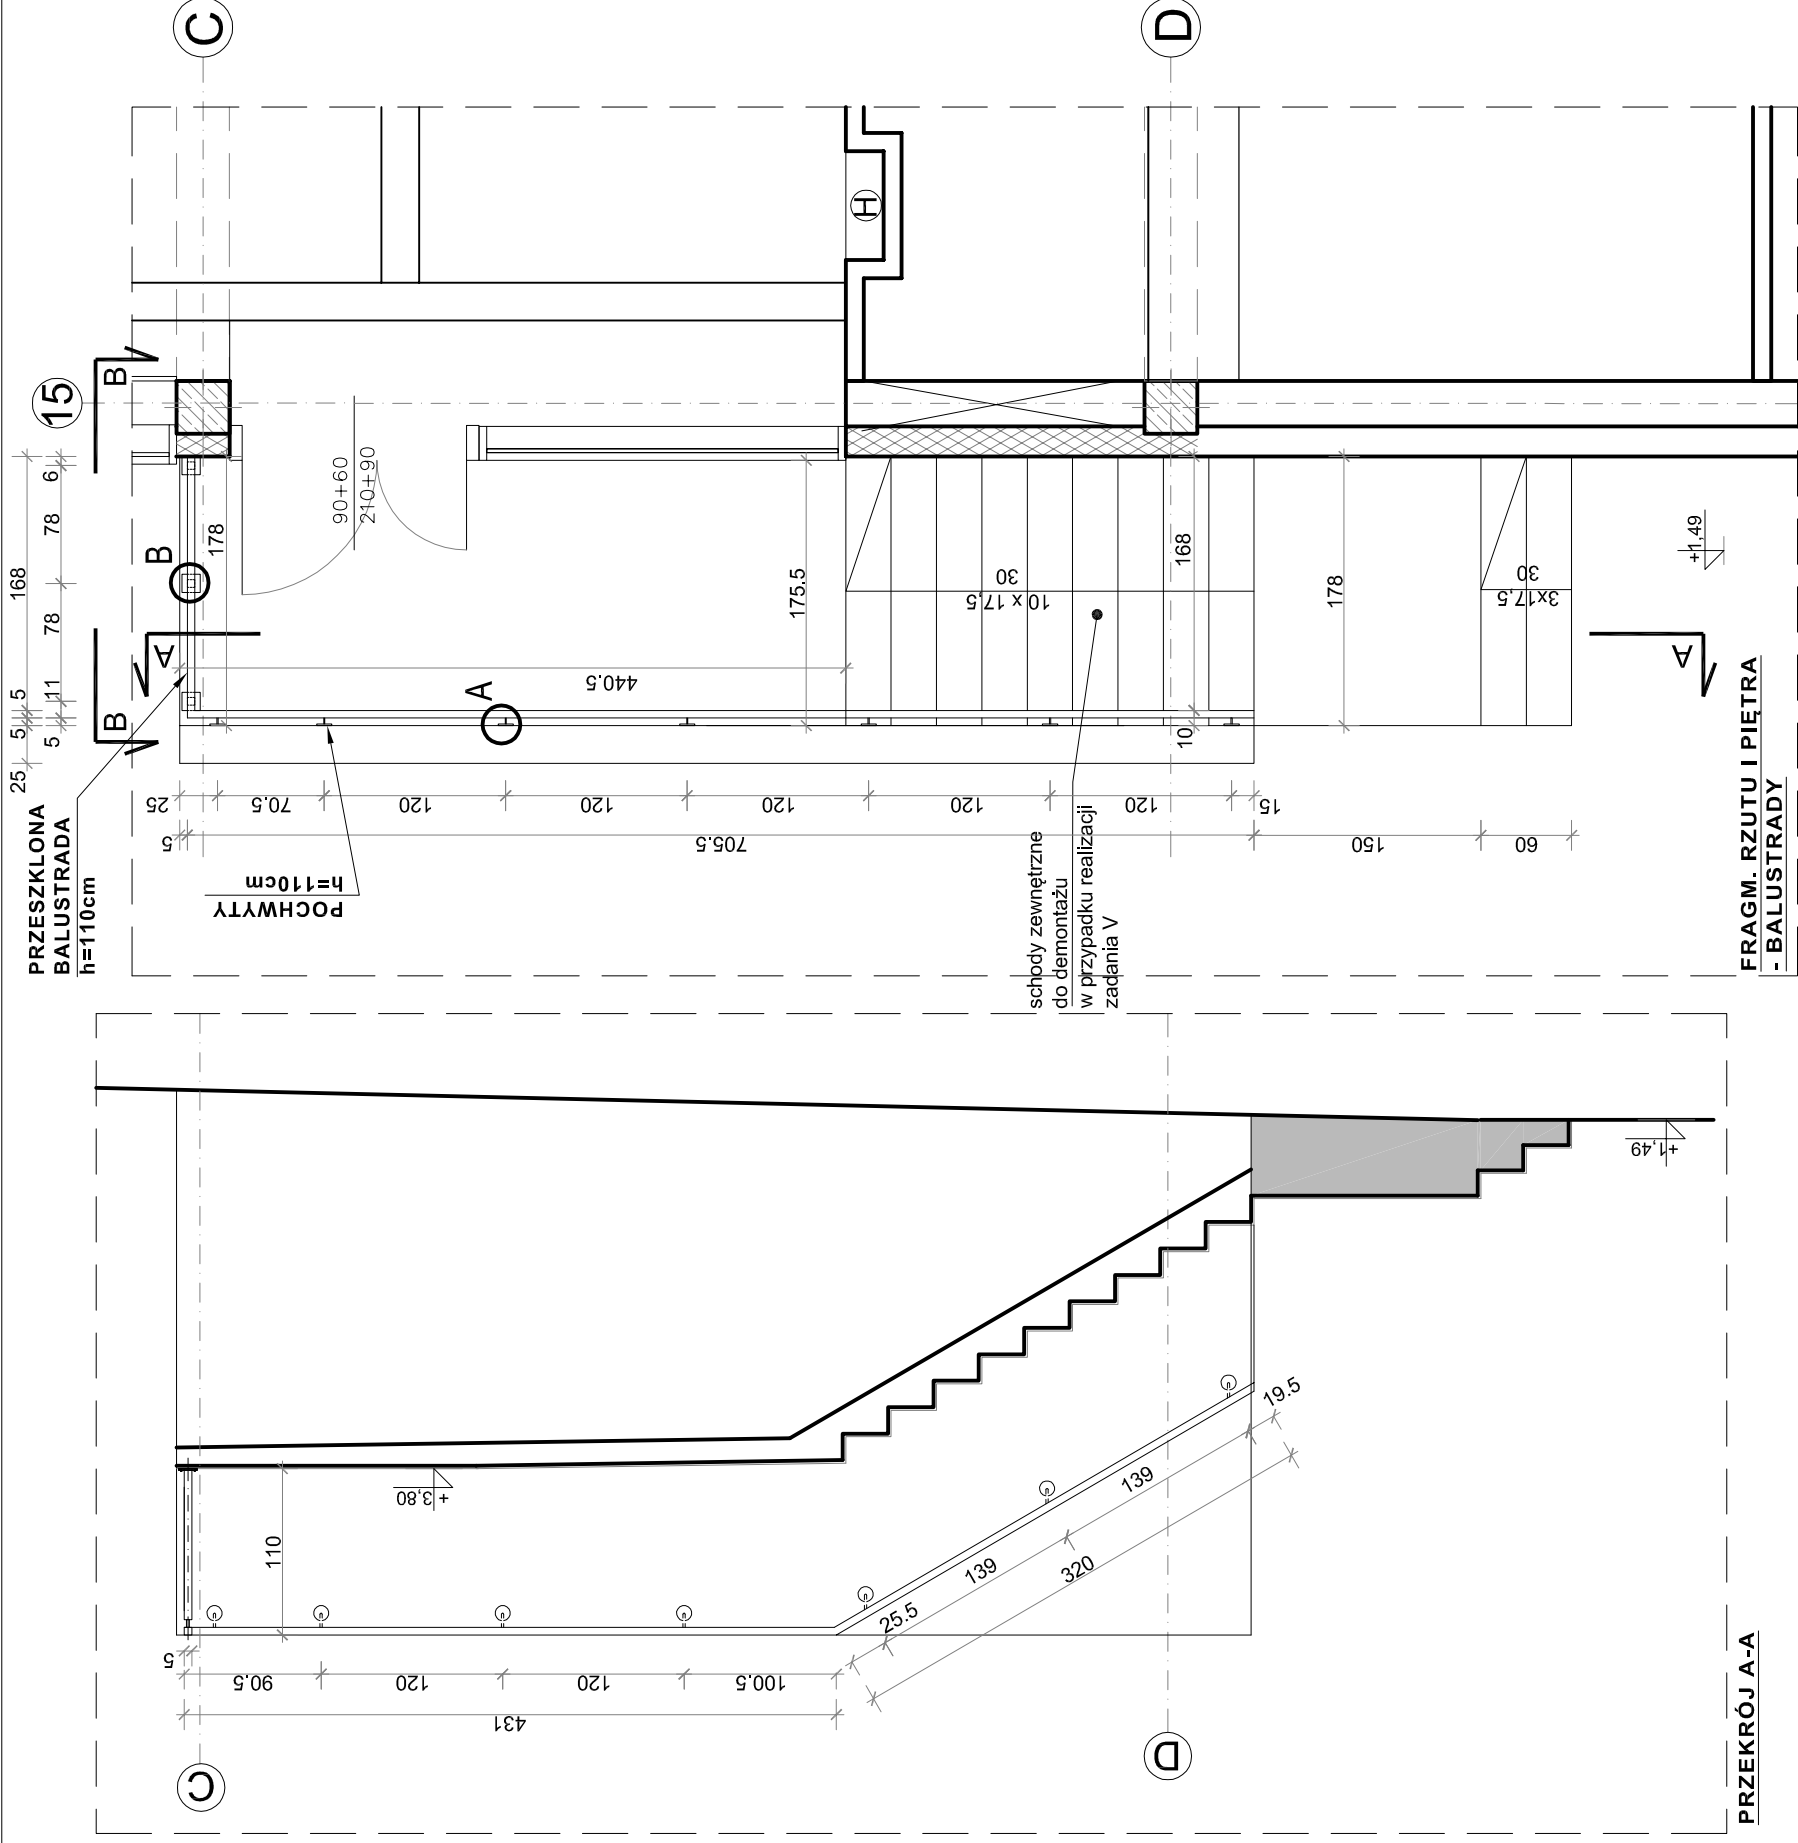 C
D
15
B
B
B
A
A
A
H
168
5
5
25
6
78
78
11
5
178
90+60
210+90
175.5
440.5
10 x 17,5
30
168
10
178
3x17,5
30
+1,49
25
70.5
120
120
120
120
120
15
5
705.5
150
60
PRZESZKLONA
BALUSTRADA
h=110cm
POCHWYTY
h=110cm
schody zewnętrzne
do demontażu
w przypadku realizacji
zadania V
FRAGM. RZUTU I PIĘTRA
- BALUSTRADY
+1,49
+ 3,80
110
5
90.5
120
120
100.5
431
25.5
139
139
19.5
320
C
D
PRZEKRÓJ A-A